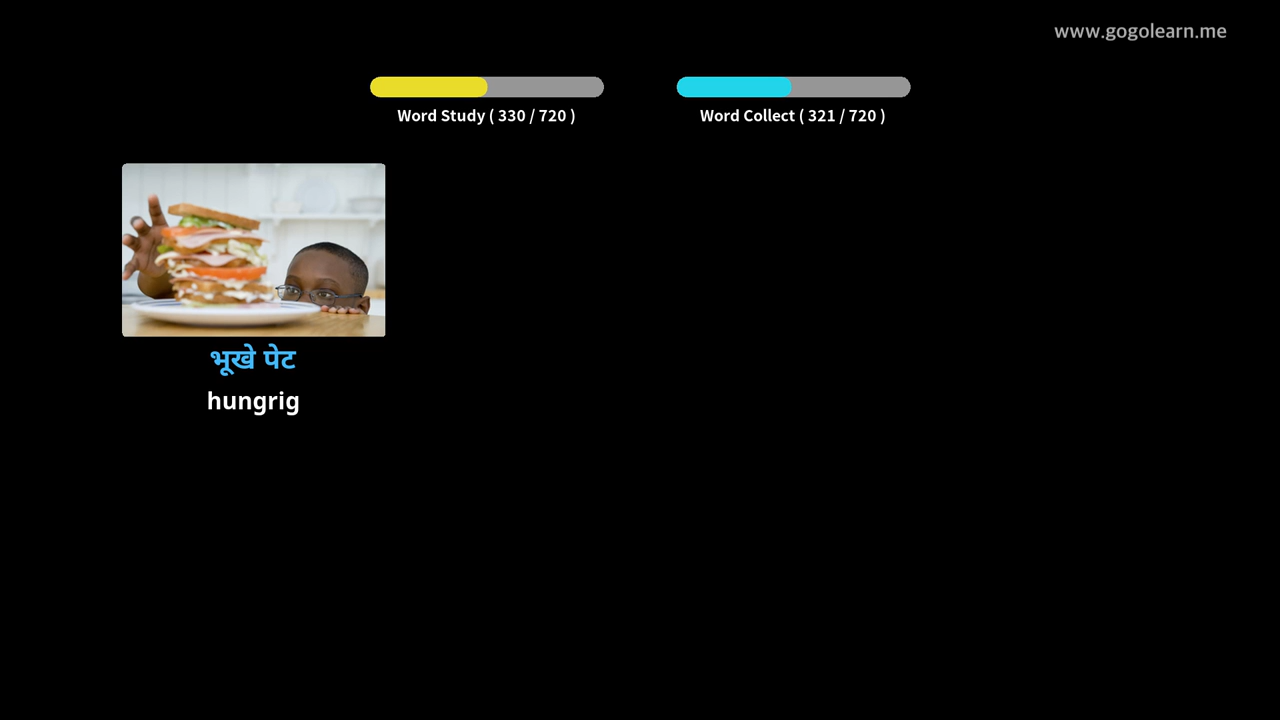 www.gogolearn.me
Word Study ( 330 / 720 )
Word Collect ( 321 / 720 )
भूखे पेट
hungrig